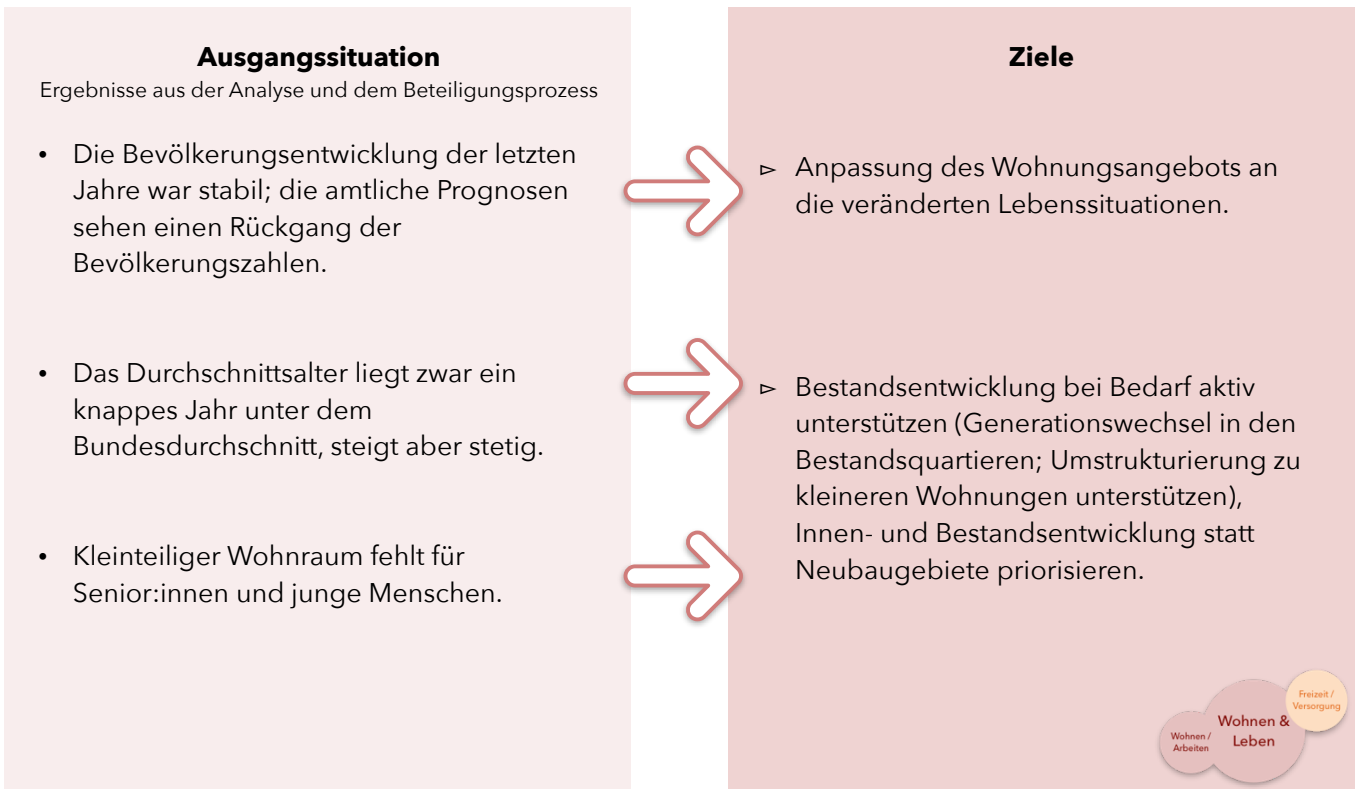 Ausgangssituation
Ergebnisse aus der Analyse und dem Beteiligungsprozess
• Die Bevölkerungsentwicklung der letzten
Jahre war stabil; die amtliche Prognosen
sehen einen Rückgang der
Bevölkerungszahlen.
• Das Durchschnittsalter liegt zwar ein
knappes Jahr unter dem
Bundesdurchschnitt, steigt aber stetig.
• Kleinteiliger Wohnraum fehlt für
Senior:innen und junge Menschen.
Ziele
▻ Anpassung des Wohnungsangebots an
die veränderten Lebenssituationen.
▻ Bestandsentwicklung bei Bedarf aktiv
unterstützen (Generationswechsel in den
Bestandsquartieren; Umstrukturierung zu
kleineren Wohnungen unterstützen),
Innen- und Bestandsentwicklung statt
Neubaugebiete priorisieren.
Wohnen /
Arbeiten
Wohnen &
Leben
Freizeit /
Versorgung